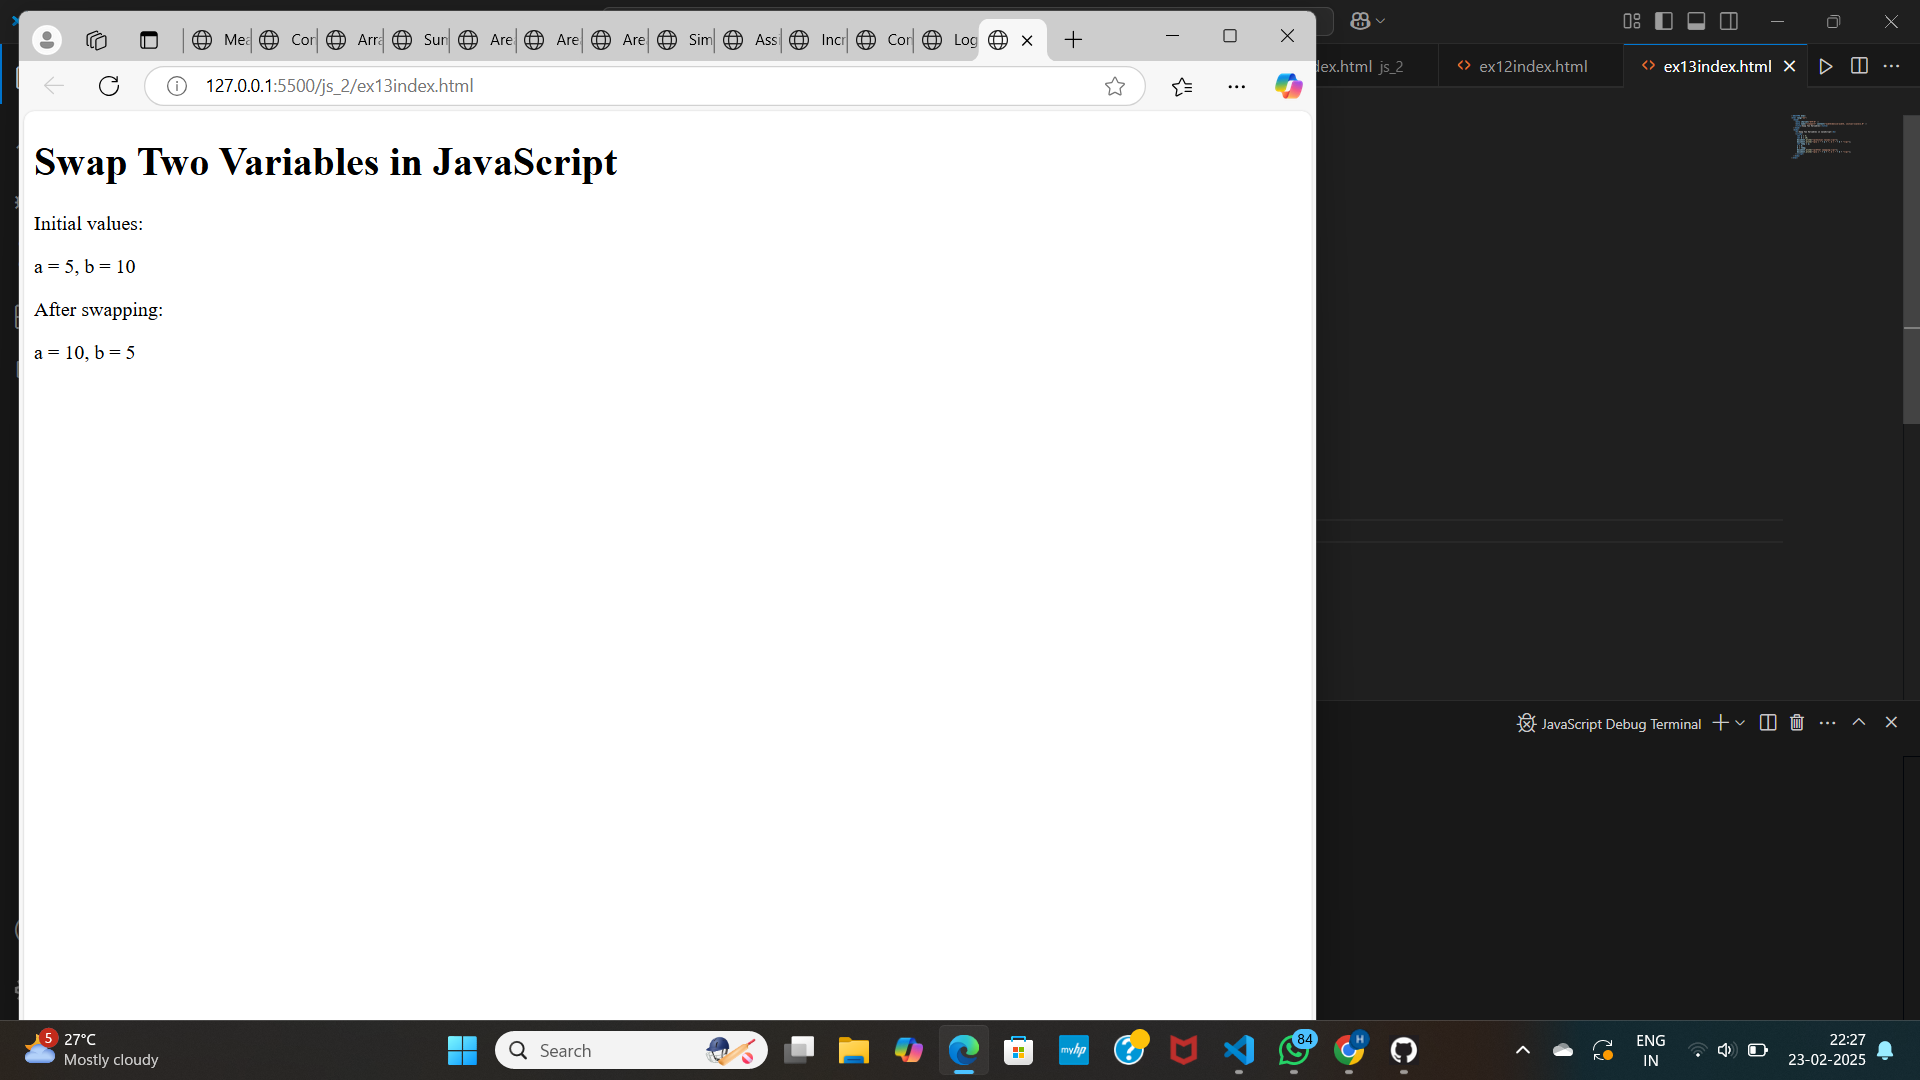 Mea
Cor
Arra
Sun
Are
Are
Are
Sim
Assi
Incr
Cor
Log
127.0.0.1:5500/js_2/ex13index.html
dex.html js_2
ex12index.html
ex13index.html
Swap Two Variables in JavaScript
Initial values:
a = 5, b = 10
After swapping:
a = 10, b = 5
JavaScript Debug Terminal
5
27°C
Mostly cloudy
Search
myhp
84
H
ENG
IN
22:27
23-02-2025